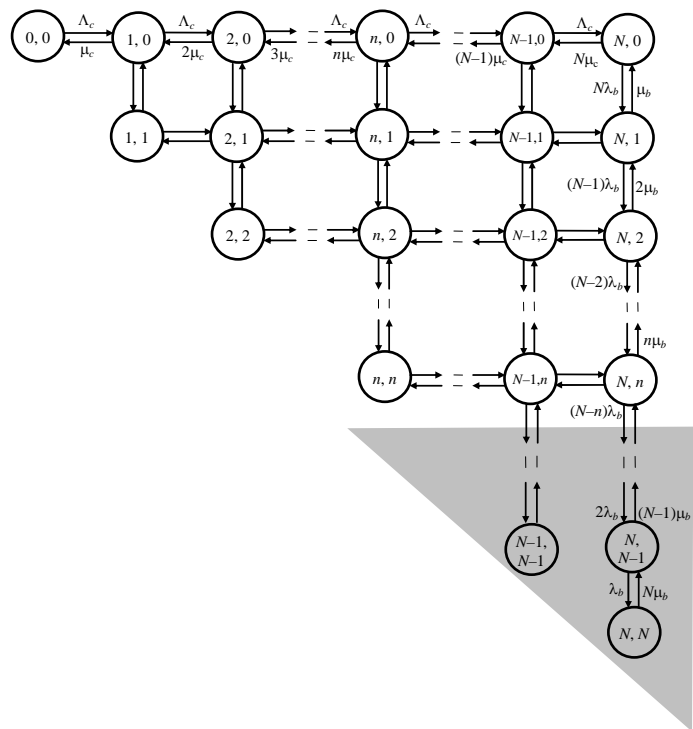 Λc Λc Λc Λc Λc
0, 0 1, 0 2, 0 n, 0 N–1,0 N, 0
μc 2μc 3μc nμc (N–1)μc Nμc
Nλb μb
1, 1 2, 1 n, 1 N–1,1 N, 1
(N–1)λb 2μb
2, 2 n, 2 N–1,2 N, 2
(N–2)λb
nμb
n, n N–1,n N, n
(N–n)λb
2λb (N–1)μb
N–1, N–1 N, N–1
λb Nμb
N, N